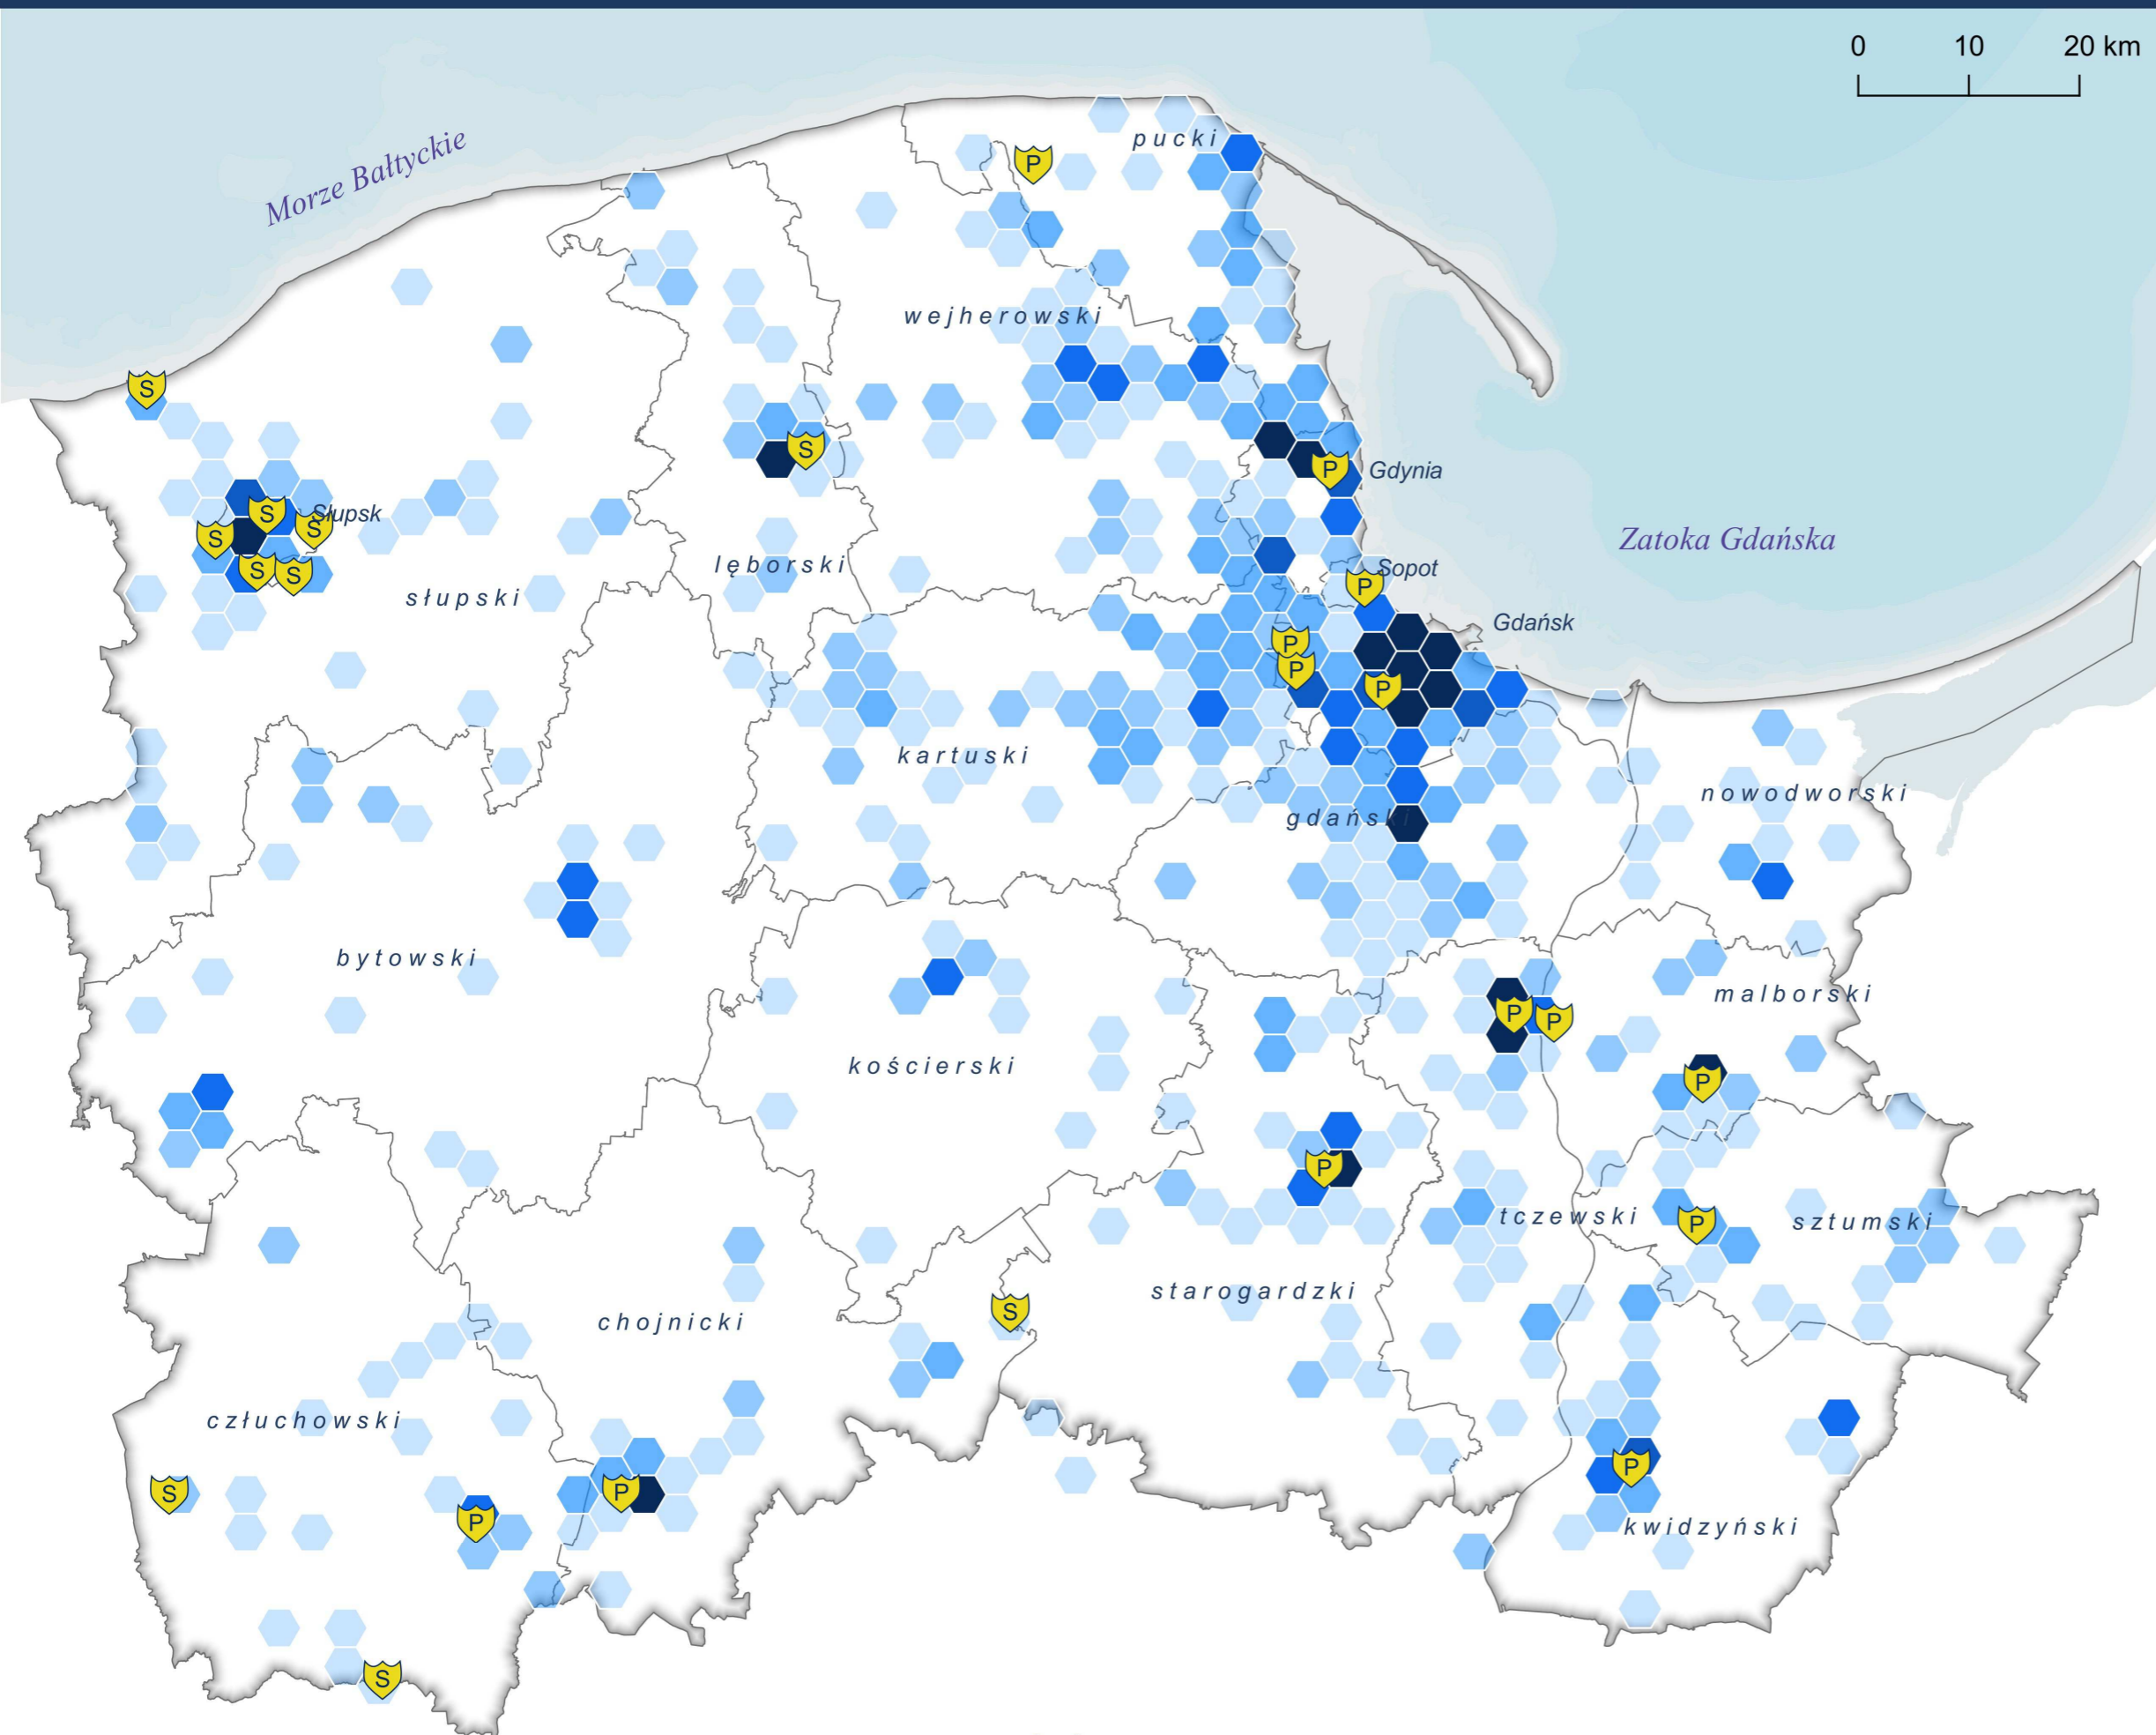 0 10 20 km
Morze Bałtyckie
pucki
P
wejherowski
S
S
Gdynia
P
S
Słupsk
S
S
Zatoka Gdańska
lęborski
Sopot
P
S
S
słupski
Gdańsk
P
P
P
kartuski
nowodworski
gdański
bytowski
malborski
P
P
kościerski
P
P
tczewski
P
sztumski
starogardzki
S
chojnicki
człuchowski
P
S
P
P
kwidzyński
S